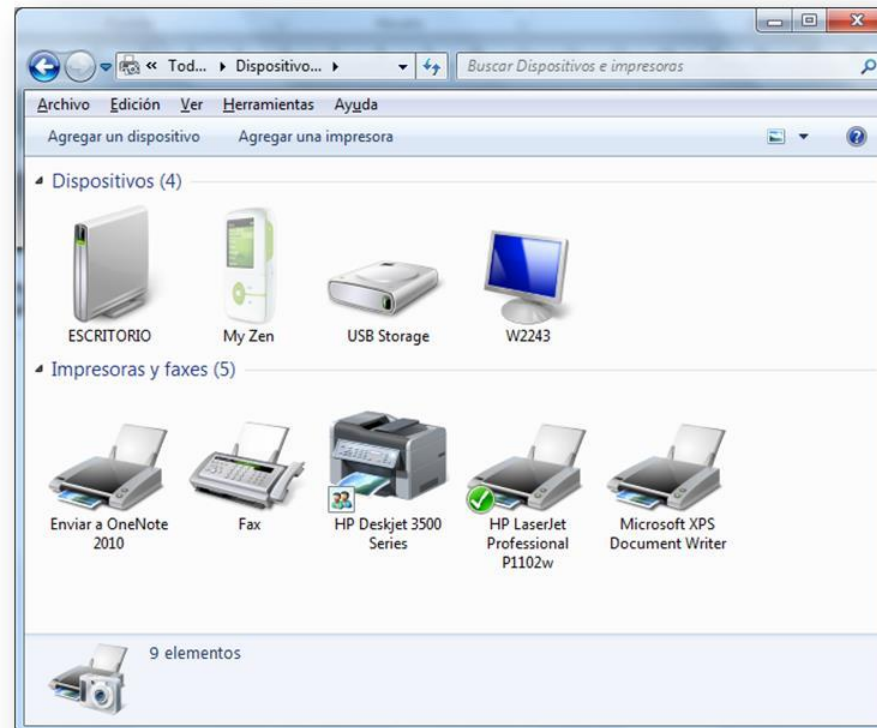 « Tod... ▸ Dispositivo... ▸ Buscar Dispositivos e impresoras
Archivo Edición Ver Herramientas Ayuda
Agregar un dispositivo Agregar una impresora
Dispositivos (4)
ESCRITORIO My Zen USB Storage W2243
Impresoras y faxes (5)
Enviar a OneNote
2010
Fax
HP Deskjet 3500
Series
HP LaserJet
Professional
P1102w
Microsoft XPS
Document Writer
9 elementos